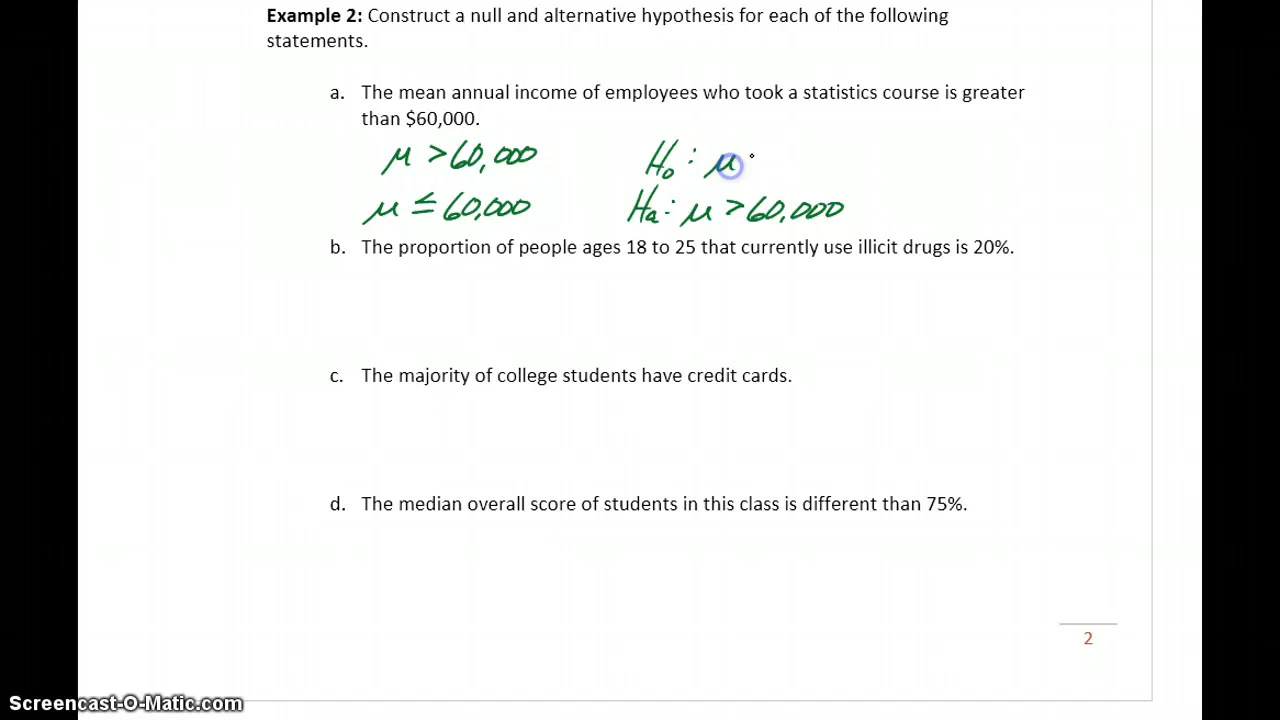 Example 2: Construct a null and alternative hypothesis for each of the following
statements.
a. The mean annual income of employees who took a statistics course is greater
than $60,000.
μ > 60,000 H₀ : μ
μ ≤ 60,000 Hₐ : μ > 60,000
b. The proportion of people ages 18 to 25 that currently use illicit drugs is 20%.
c. The majority of college students have credit cards.
d. The median overall score of students in this class is different than 75%.
2
Screencast-O-Matic.com